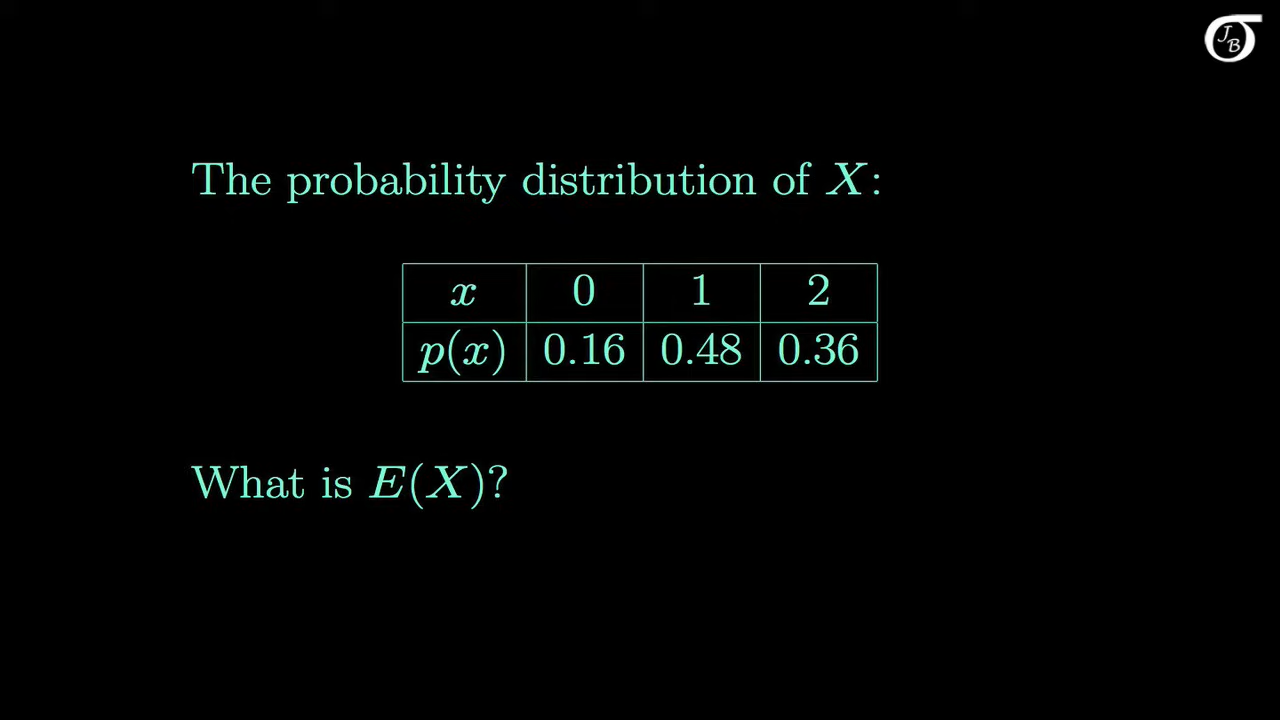 J
B
The probability distribution of X:
x 0 1 2
p(x) 0.16 0.48 0.36
What is E(X)?